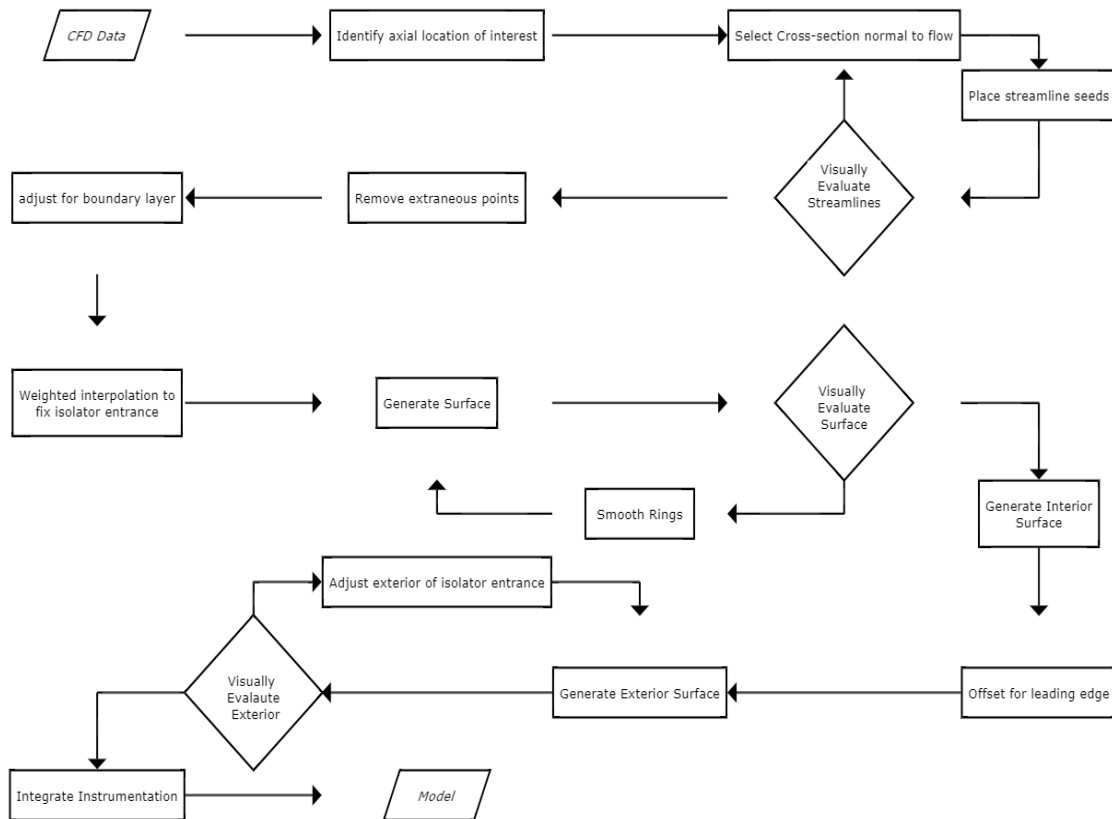 CFD Data
Identify axial location of interest
Select Cross-section normal to flow
Place streamline seeds
Visually
Evaluate
Streamlines
Remove extraneous points
adjust for boundary layer
Weighted interpolation to
fix isolator entrance
Generate Surface
Visually
Evaluate
Surface
Smooth Rings
Generate Interior
Surface
Adjust exterior of isolator entrance
Visually
Evalaute
Exterior
Generate Exterior Surface
Offset for leading edge
Integrate Instrumentation
Model